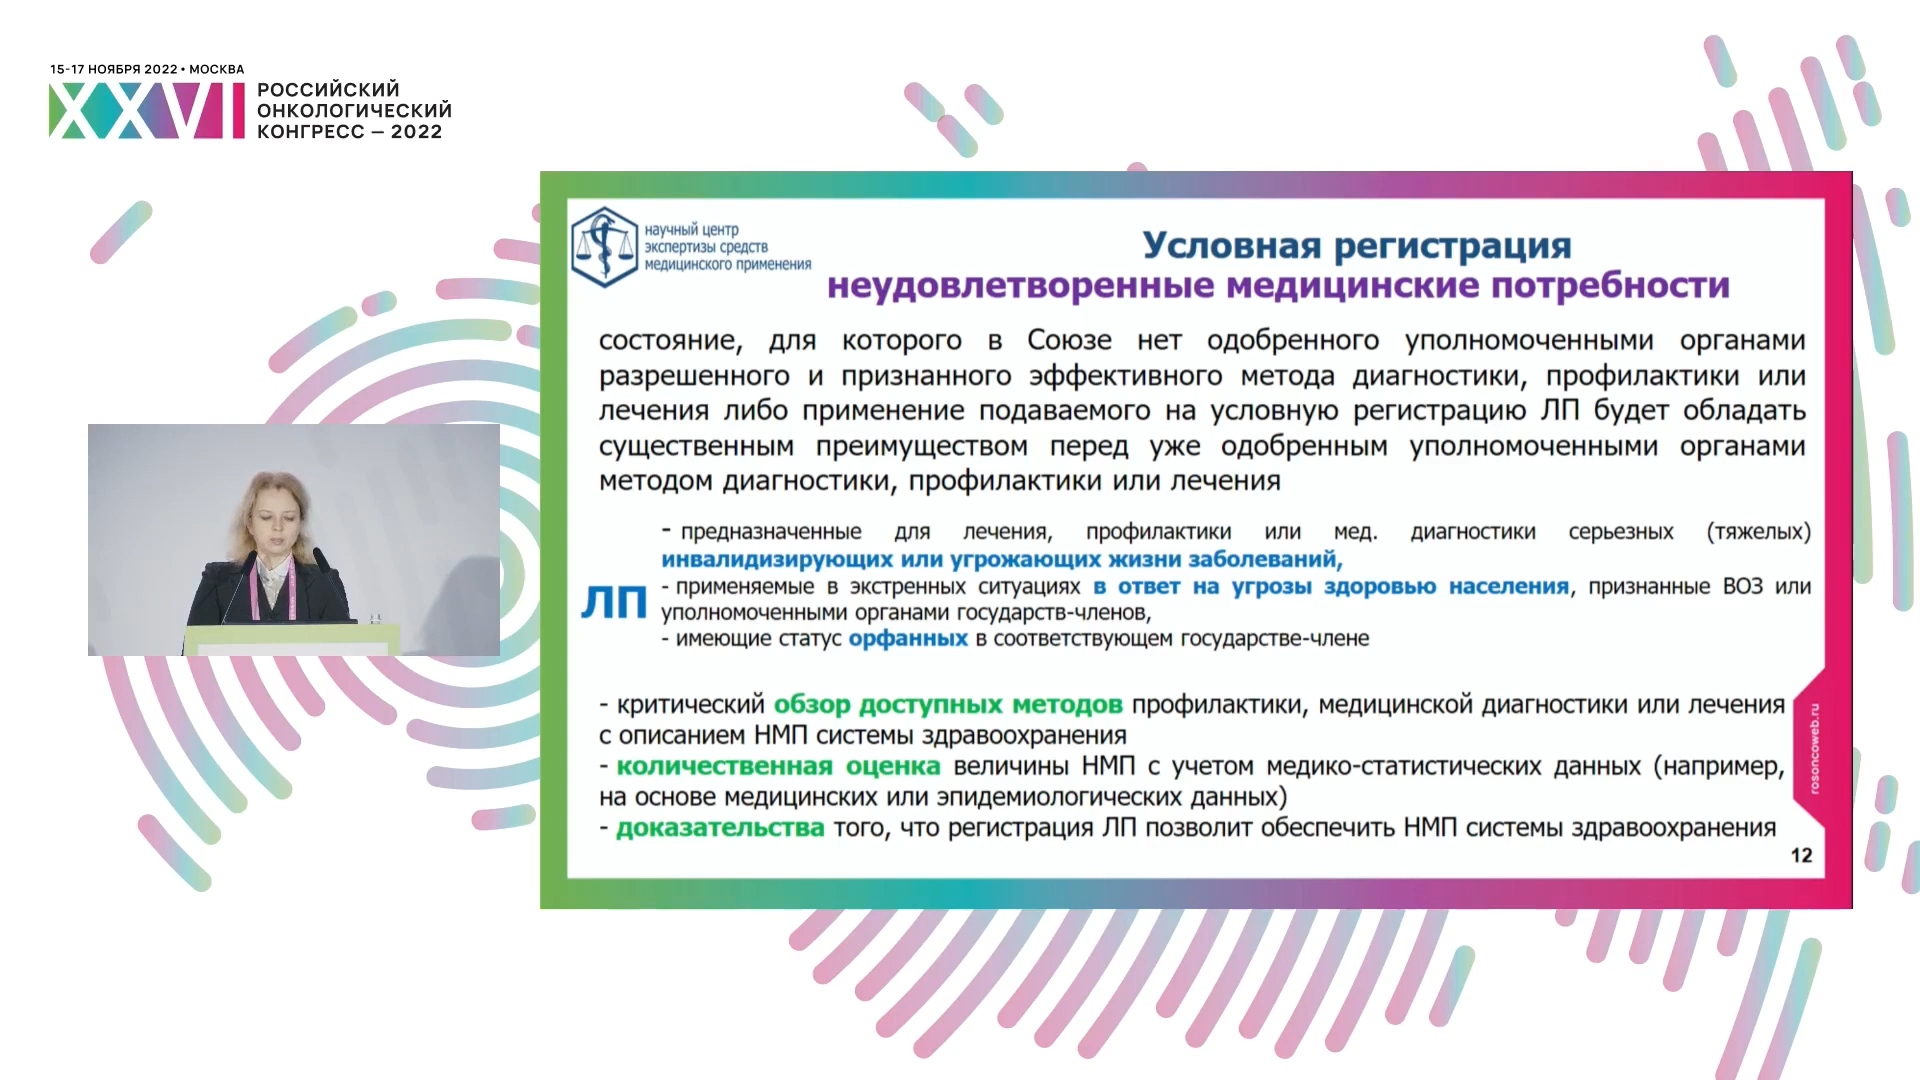 15-17 НОЯБРЯ 2022 • МОСКВА
XXVI
РОССИЙСКИЙ
ОНКОЛОГИЧЕСКИЙ
КОНГРЕСС – 2022
научный центр
экспертизы средств
медицинского применения
Условная регистрация
неудовлетворенные медицинские потребности
состояние, для которого в Союзе нет одобренного уполномоченными органами
разрешенного и признанного эффективного метода диагностики, профилактики или
лечения либо применение подаваемого на условную регистрацию ЛП будет обладать
существенным преимуществом перед уже одобренным уполномоченными органами
методом диагностики, профилактики или лечения
ЛП
- предназначенные для лечения, профилактики или мед. диагностики серьезных (тяжелых)
инвалидизирующих или угрожающих жизни заболеваний,
- применяемые в экстренных ситуациях в ответ на угрозы здоровью населения, признанные ВОЗ или
уполномоченными органами государств-членов,
- имеющие статус орфанных в соответствующем государстве-члене
- критический обзор доступных методов профилактики, медицинской диагностики или лечения
с описанием НМП системы здравоохранения
- количественная оценка величины НМП с учетом медико-статистических данных (например,
на основе медицинских или эпидемиологических данных)
- доказательства того, что регистрация ЛП позволит обеспечить НМП системы здравоохранения
rosoncoweb.ru
12